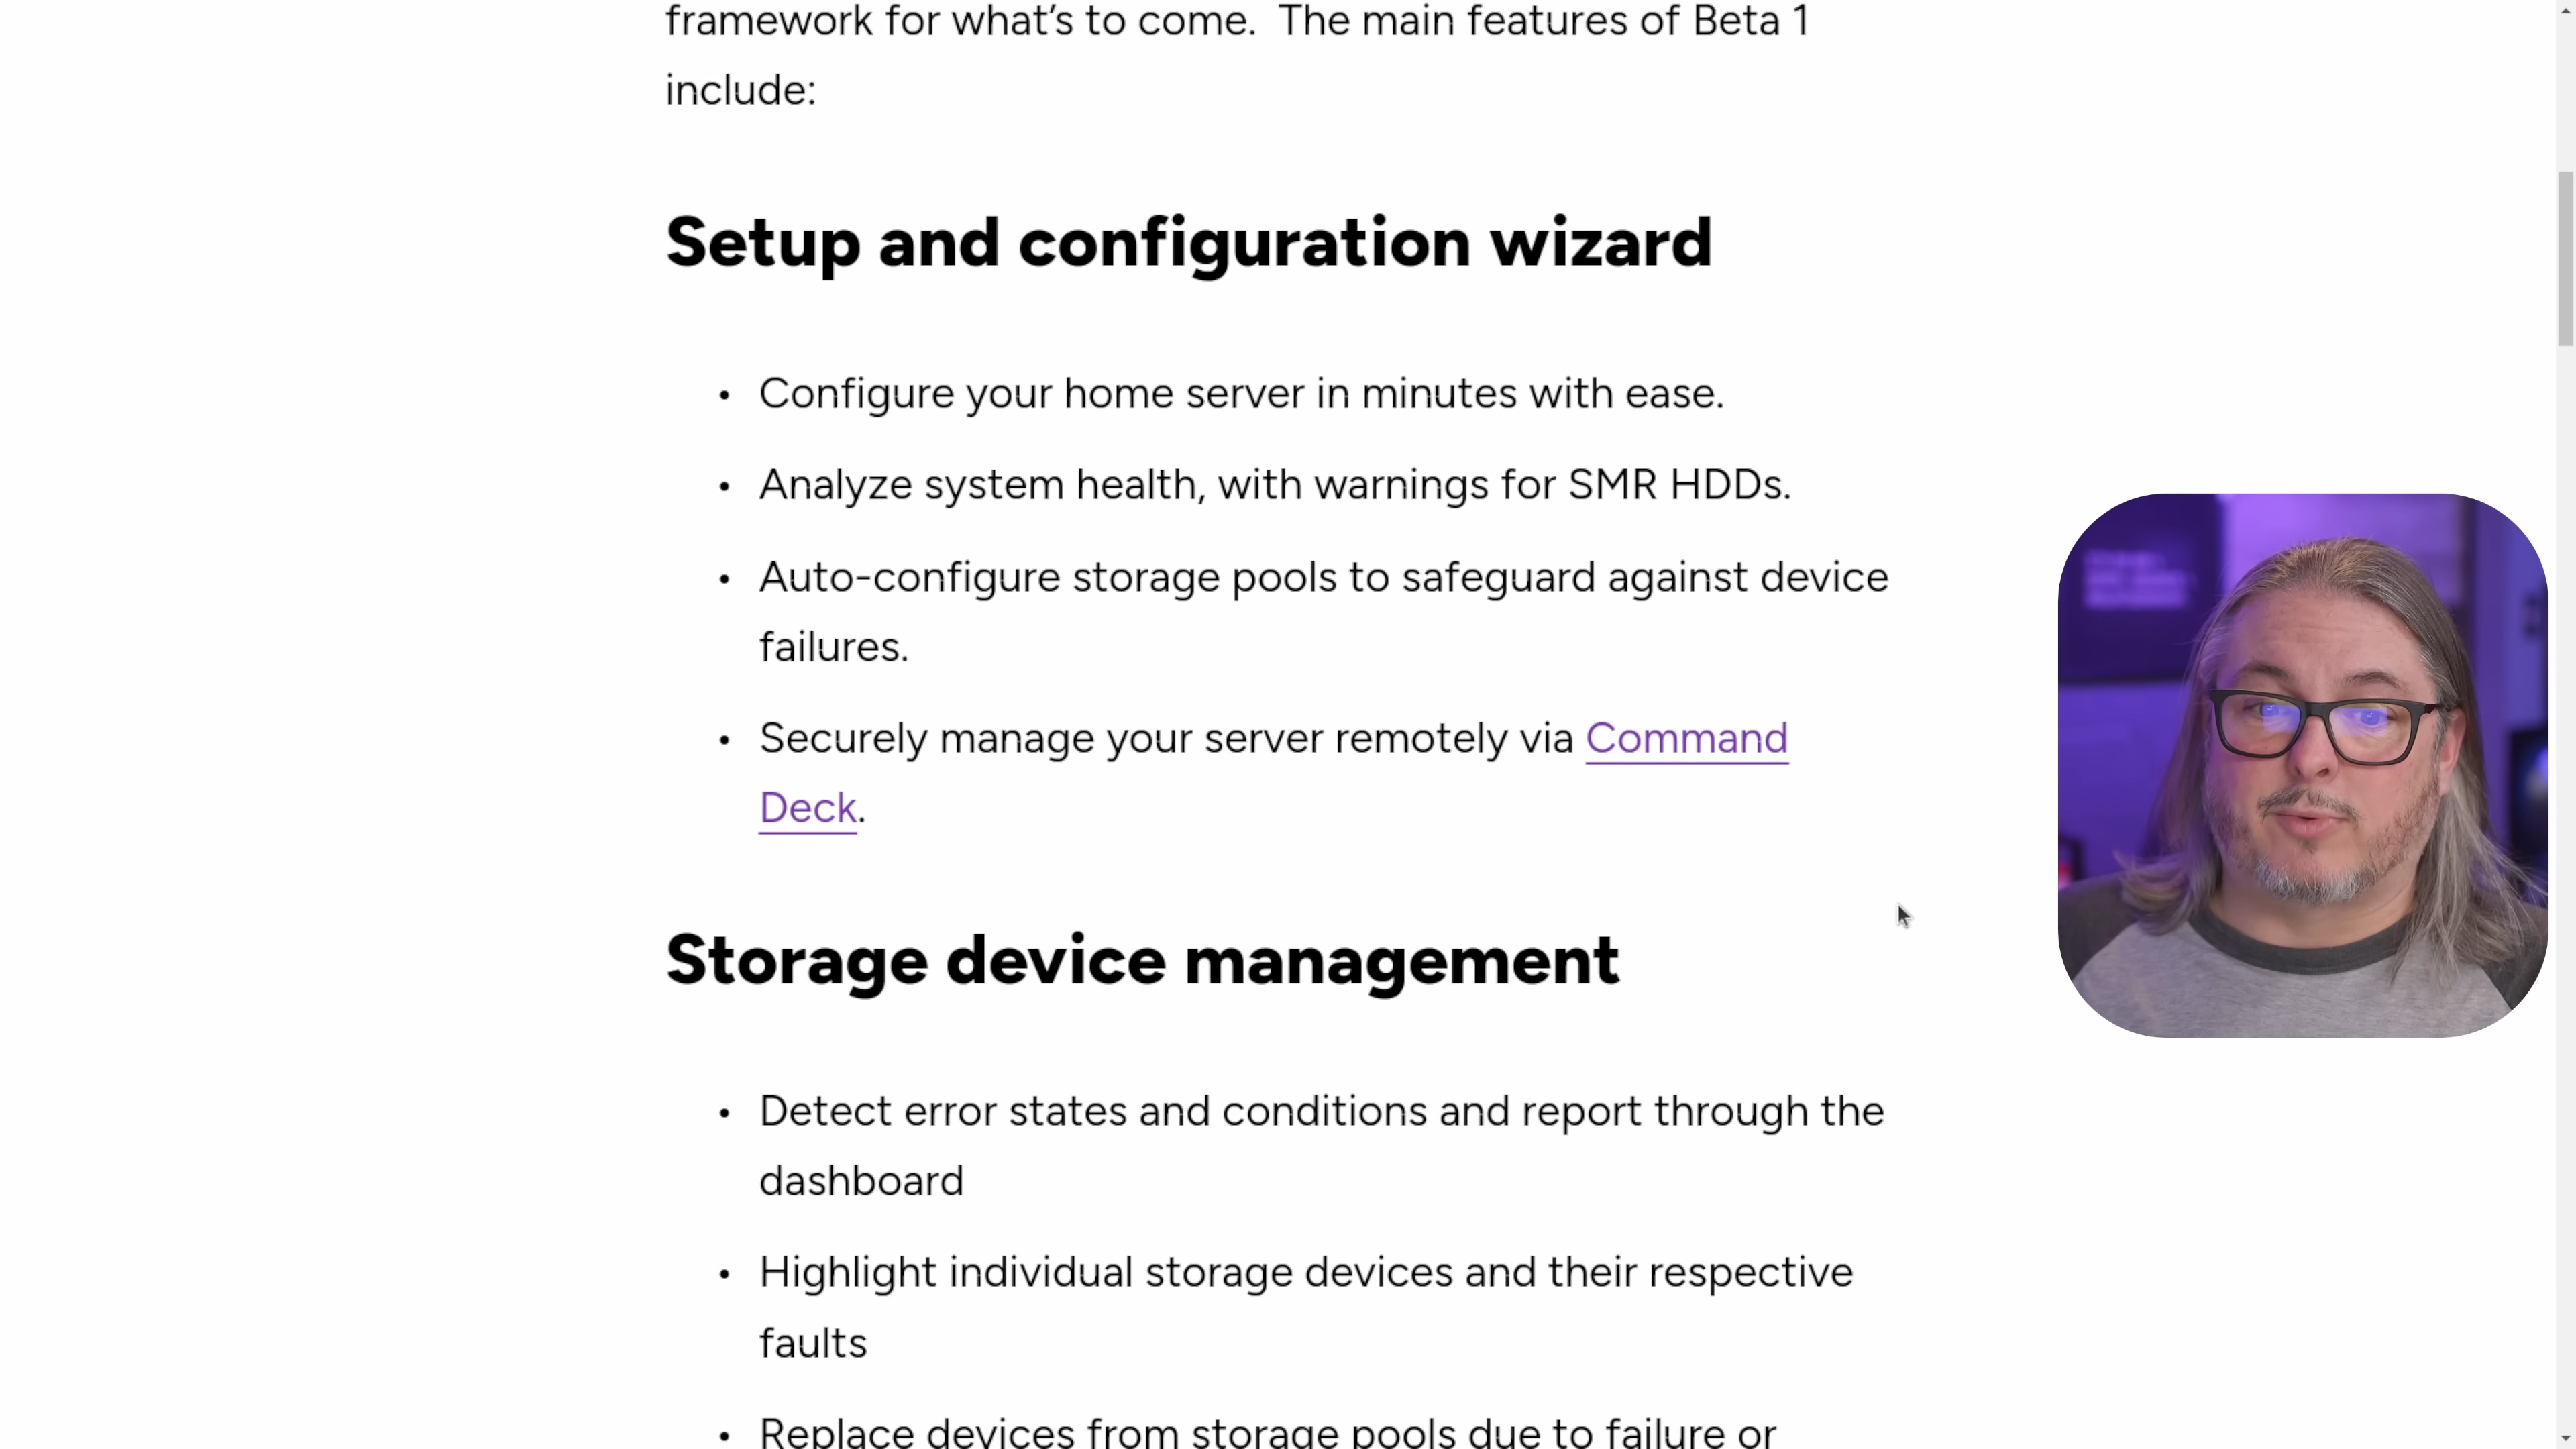 framework for what's to come.  The main features of Beta 1
include:
Setup and configuration wizard
• Configure your home server in minutes with ease.
• Analyze system health, with warnings for SMR HDDs.
• Auto-configure storage pools to safeguard against device
failures.
• Securely manage your server remotely via Command
Deck.
Storage device management
• Detect error states and conditions and report through the
dashboard
• Highlight individual storage devices and their respective
faults
• Replace devices from storage pools due to failure or